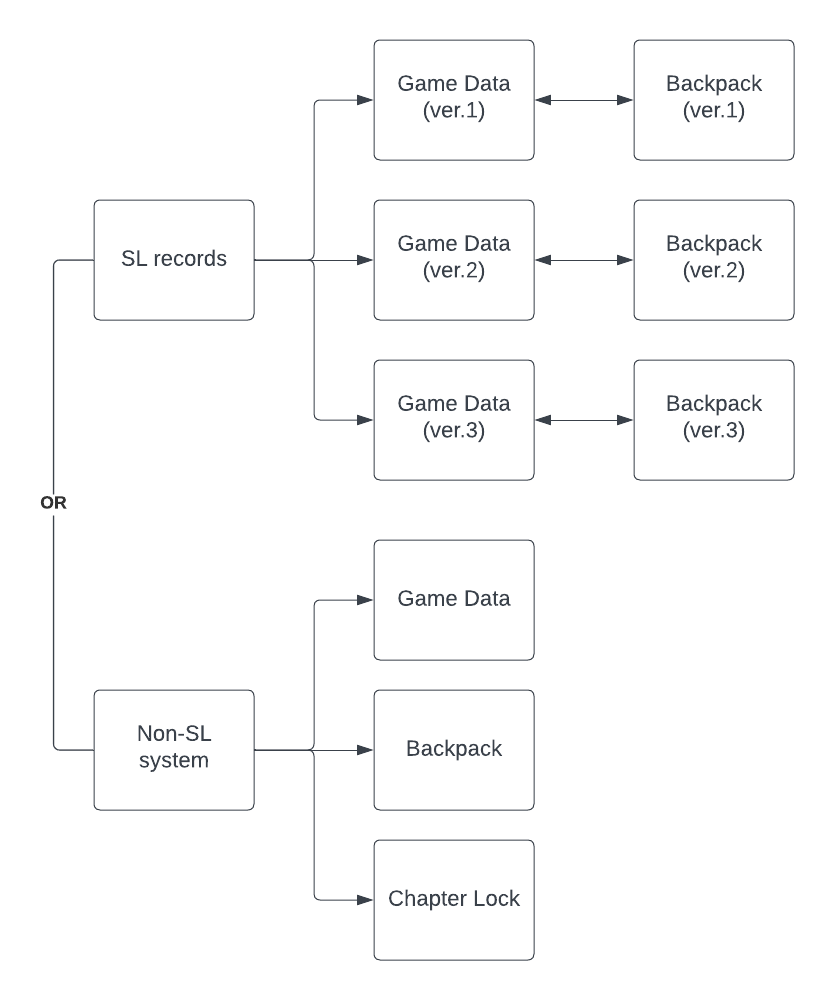 Game Data
(ver.1)
Backpack
(ver.1)
SL records
Game Data
(ver.2)
Backpack
(ver.2)
Game Data
(ver.3)
Backpack
(ver.3)
OR
Game Data
Non-SL
system
Backpack
Chapter Lock